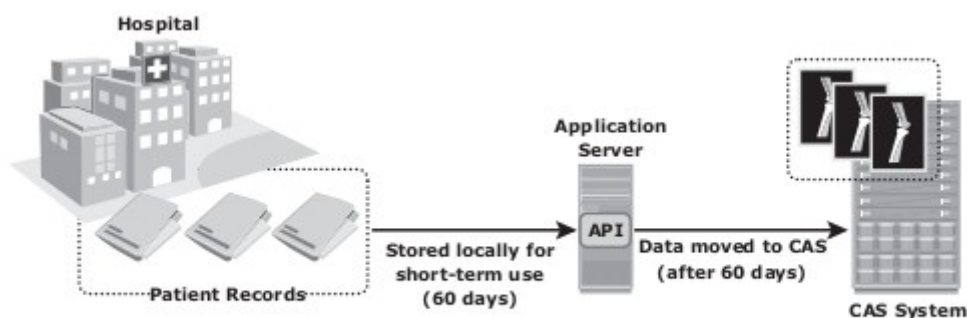 Hospital
Patient Records
Stored locally for
short-term use
(60 days)
Application
Server
API
Data moved to CAS
(after 60 days)
CAS System